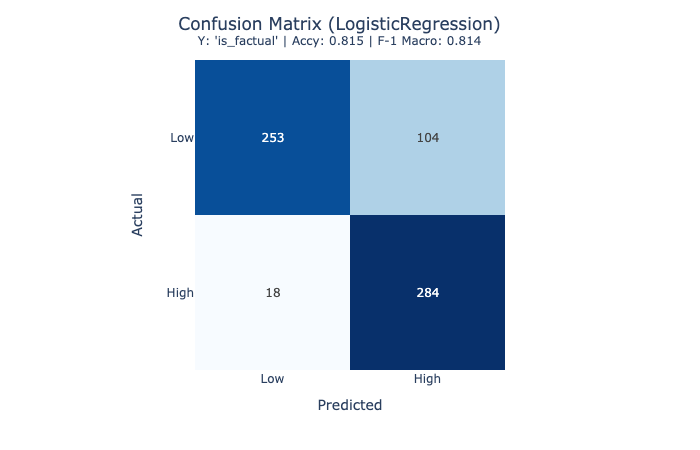 Confusion Matrix (LogisticRegression)
Y: 'is_factual' | Accy: 0.815 | F-1 Macro: 0.814
Low 253 104
Actual
High 18 284
Low High
Predicted